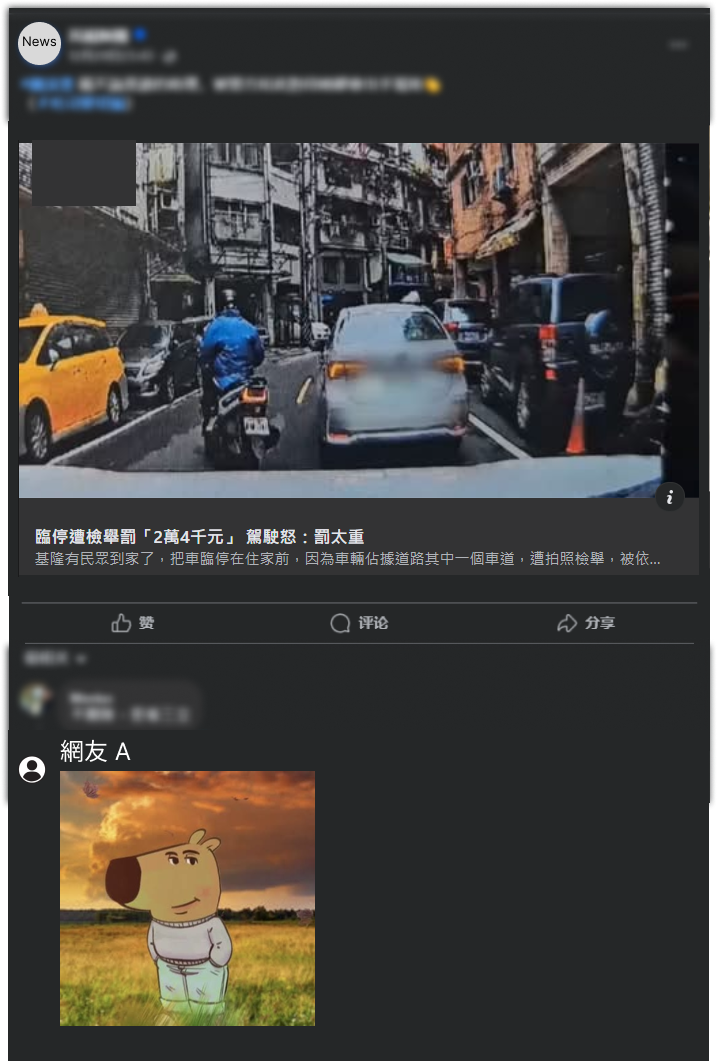 News
臨停遭檢舉罰「2萬4千元」 駕駛怒：罰太重
基隆有民眾到家了，把車臨停在住家前，因為車輛佔據道路其中一個車道，遭拍照檢舉，被依...
赞
评论
分享
網友 A